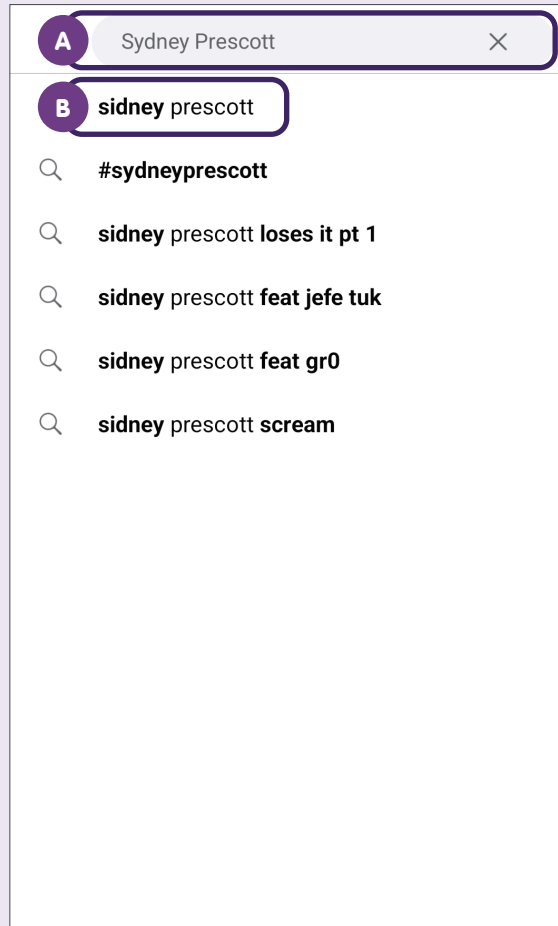 A Sydney Prescott
B sidney prescott
#sydneyprescott
sidney prescott loses it pt 1
sidney prescott feat jefe tuk
sidney prescott feat gr0
sidney prescott scream